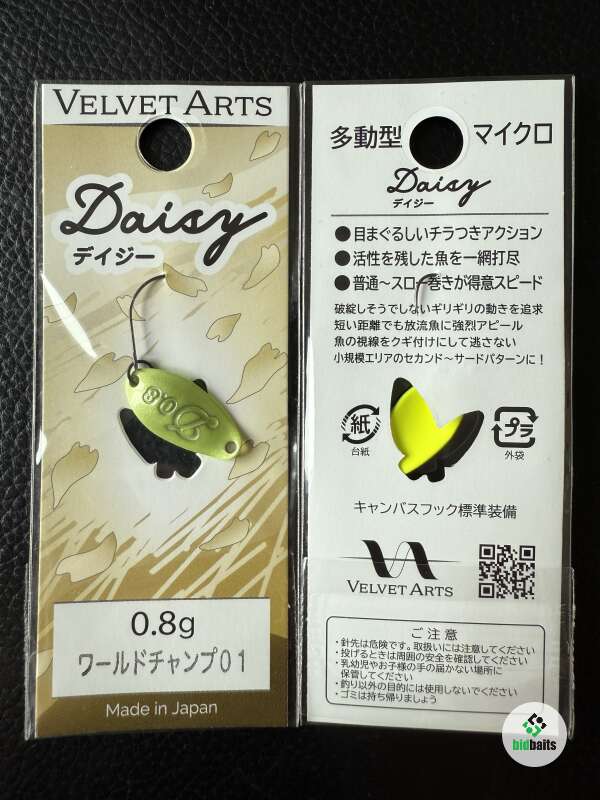 VELVET ARTS
Daisy
デイジー
D0.8
0.8g
ワールドチャンプ01
Made in Japan
多動型 マイクロ
Daisy
デイジー
●目まぐるしいチラつきアクション
●活性を残した魚を一網打尽
●普通～スロー巻きが得意スピード
破綻しそうでしないギリギリの動きを追求
短い距離でも放流魚に強烈アピール
魚の視線をクギ付けにして逃さない
小規模エリアのセカンド～サードパターンに!
紙
台紙
プラ
外袋
キャンバスフック標準装備
VELVET ARTS
ご注意
・針先は危険です。取扱いには注意してください
・投げるときは周囲の安全を確認してください
・乳幼児やお子様の手の届かない場所に
保管してください
・釣り以外の目的には使用しないでください
・ゴミは持ち帰りましょう
bidbaits